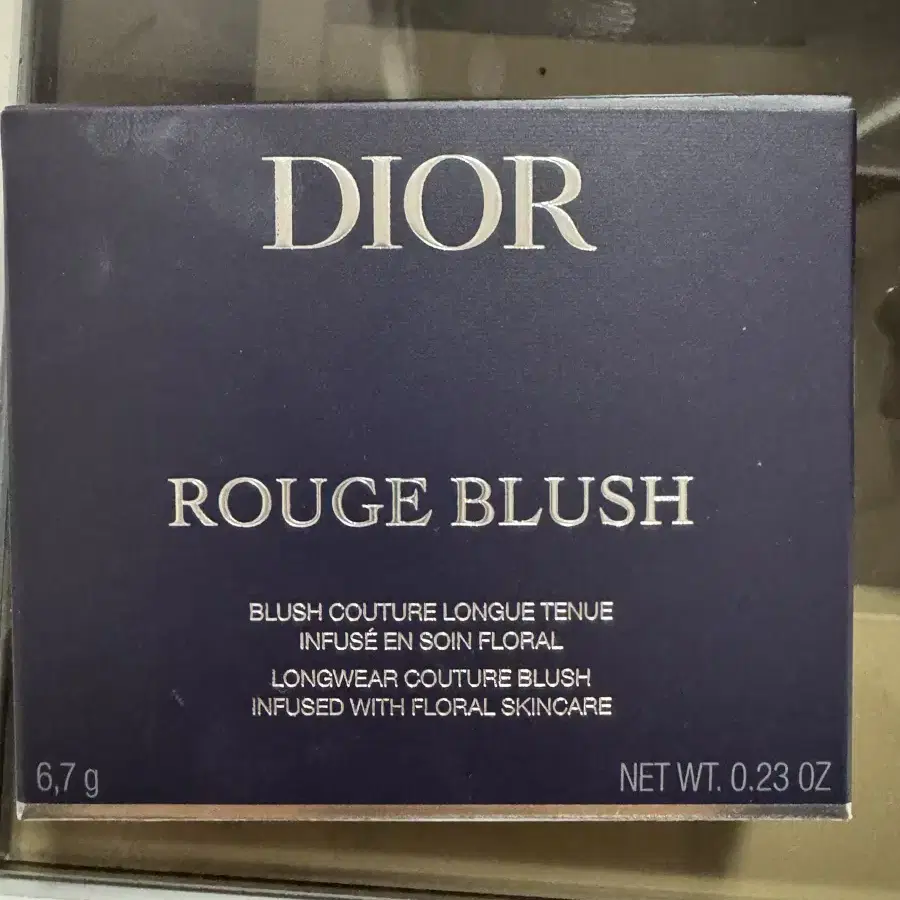 DIOR
ROUGE BLUSH
BLUSH COUTURE LONGUE TENUE
INFUSÉ EN SOIN FLORAL
LONGWEAR COUTURE BLUSH
INFUSED WITH FLORAL SKINCARE
6,7 g NET WT. 0.23 OZ